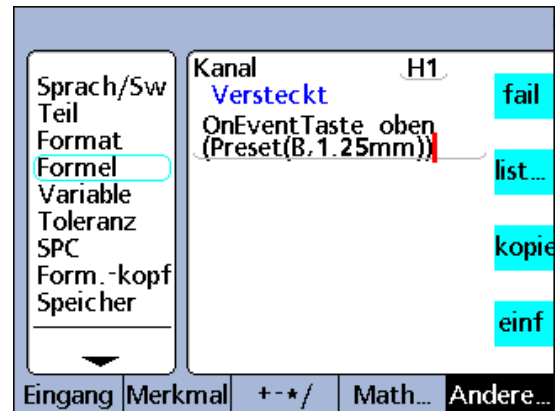 Sprach/Sw
Teil
Format
Formel
Variable
Toleranz
SPC
Form.-kopf
Speicher
Kanal H1
Versteckt
OnEventTaste oben
(Preset(B,1.25mm))
fail
list...
kopie
einf
Eingang Merkmal +-*/ Math... Andere...